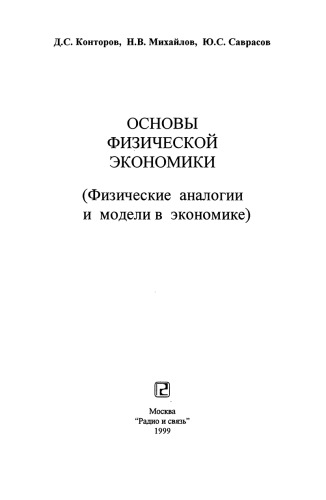 Д.С. Конторов, Н.В. Михайлов, Ю.С. Саврасов
ОСНОВЫ
ФИЗИЧЕСКОЙ
ЭКОНОМИКИ
(Физические аналогии
и модели в экономике)
Москва
"Радио и связь"
1999